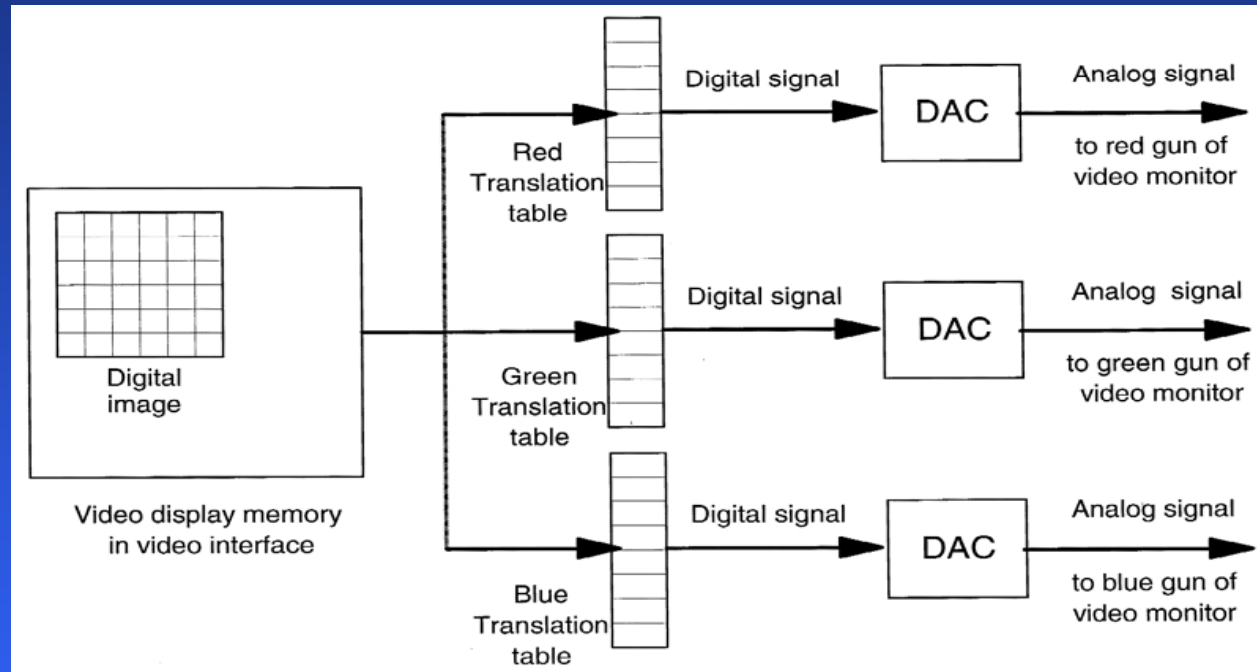 Digital signal
DAC
Analog signal
to red gun of
video monitor
Red
Translation
table
Digital
image
Video display memory
in video interface
Digital signal
DAC
Analog signal
to green gun of
video monitor
Green
Translation
table
Digital signal
DAC
Analog signal
to blue gun of
video monitor
Blue
Translation
table